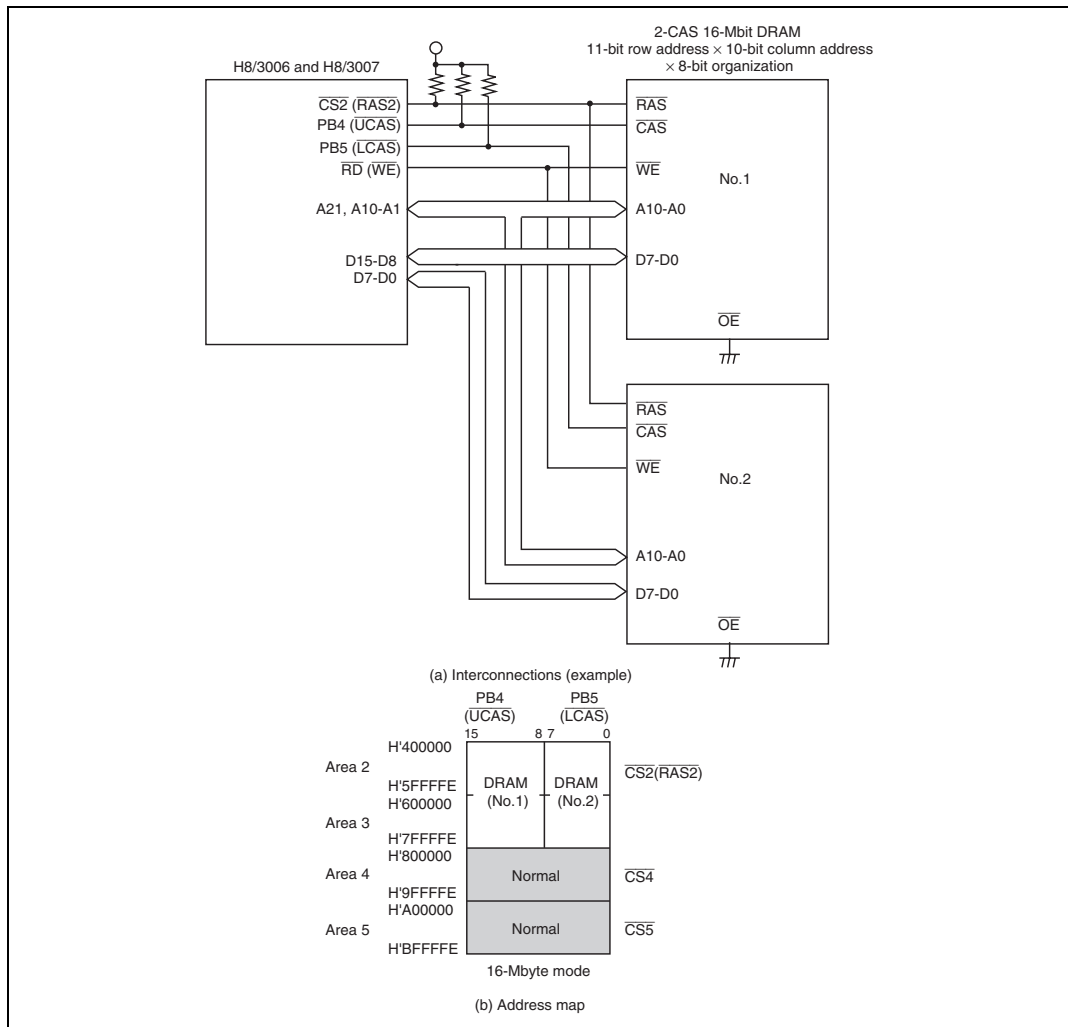 2-CAS 16-Mbit DRAM
11-bit row address × 10-bit column address
× 8-bit organization
H8/3006 and H8/3007
CS2 (RAS2)
PB4 (UCAS)
PB5 (LCAS)
RD (WE)
A21, A10-A1
D15-D8
D7-D0
RAS
CAS
WE
No.1
A10-A0
D7-D0
OE
RAS
CAS
WE
No.2
A10-A0
D7-D0
OE
(a) Interconnections (example)
PB4 PB5
(UCAS) (LCAS)
15 8 7 0
H'400000
Area 2
CS2(RAS2)
DRAM DRAM
(No.1) (No.2)
H'5FFFFE
H'600000
Area 3
H'7FFFFE
H'800000
Area 4 Normal CS4
H'9FFFFE
H'A00000
Area 5 Normal CS5
H'BFFFFE
16-Mbyte mode
(b) Address map